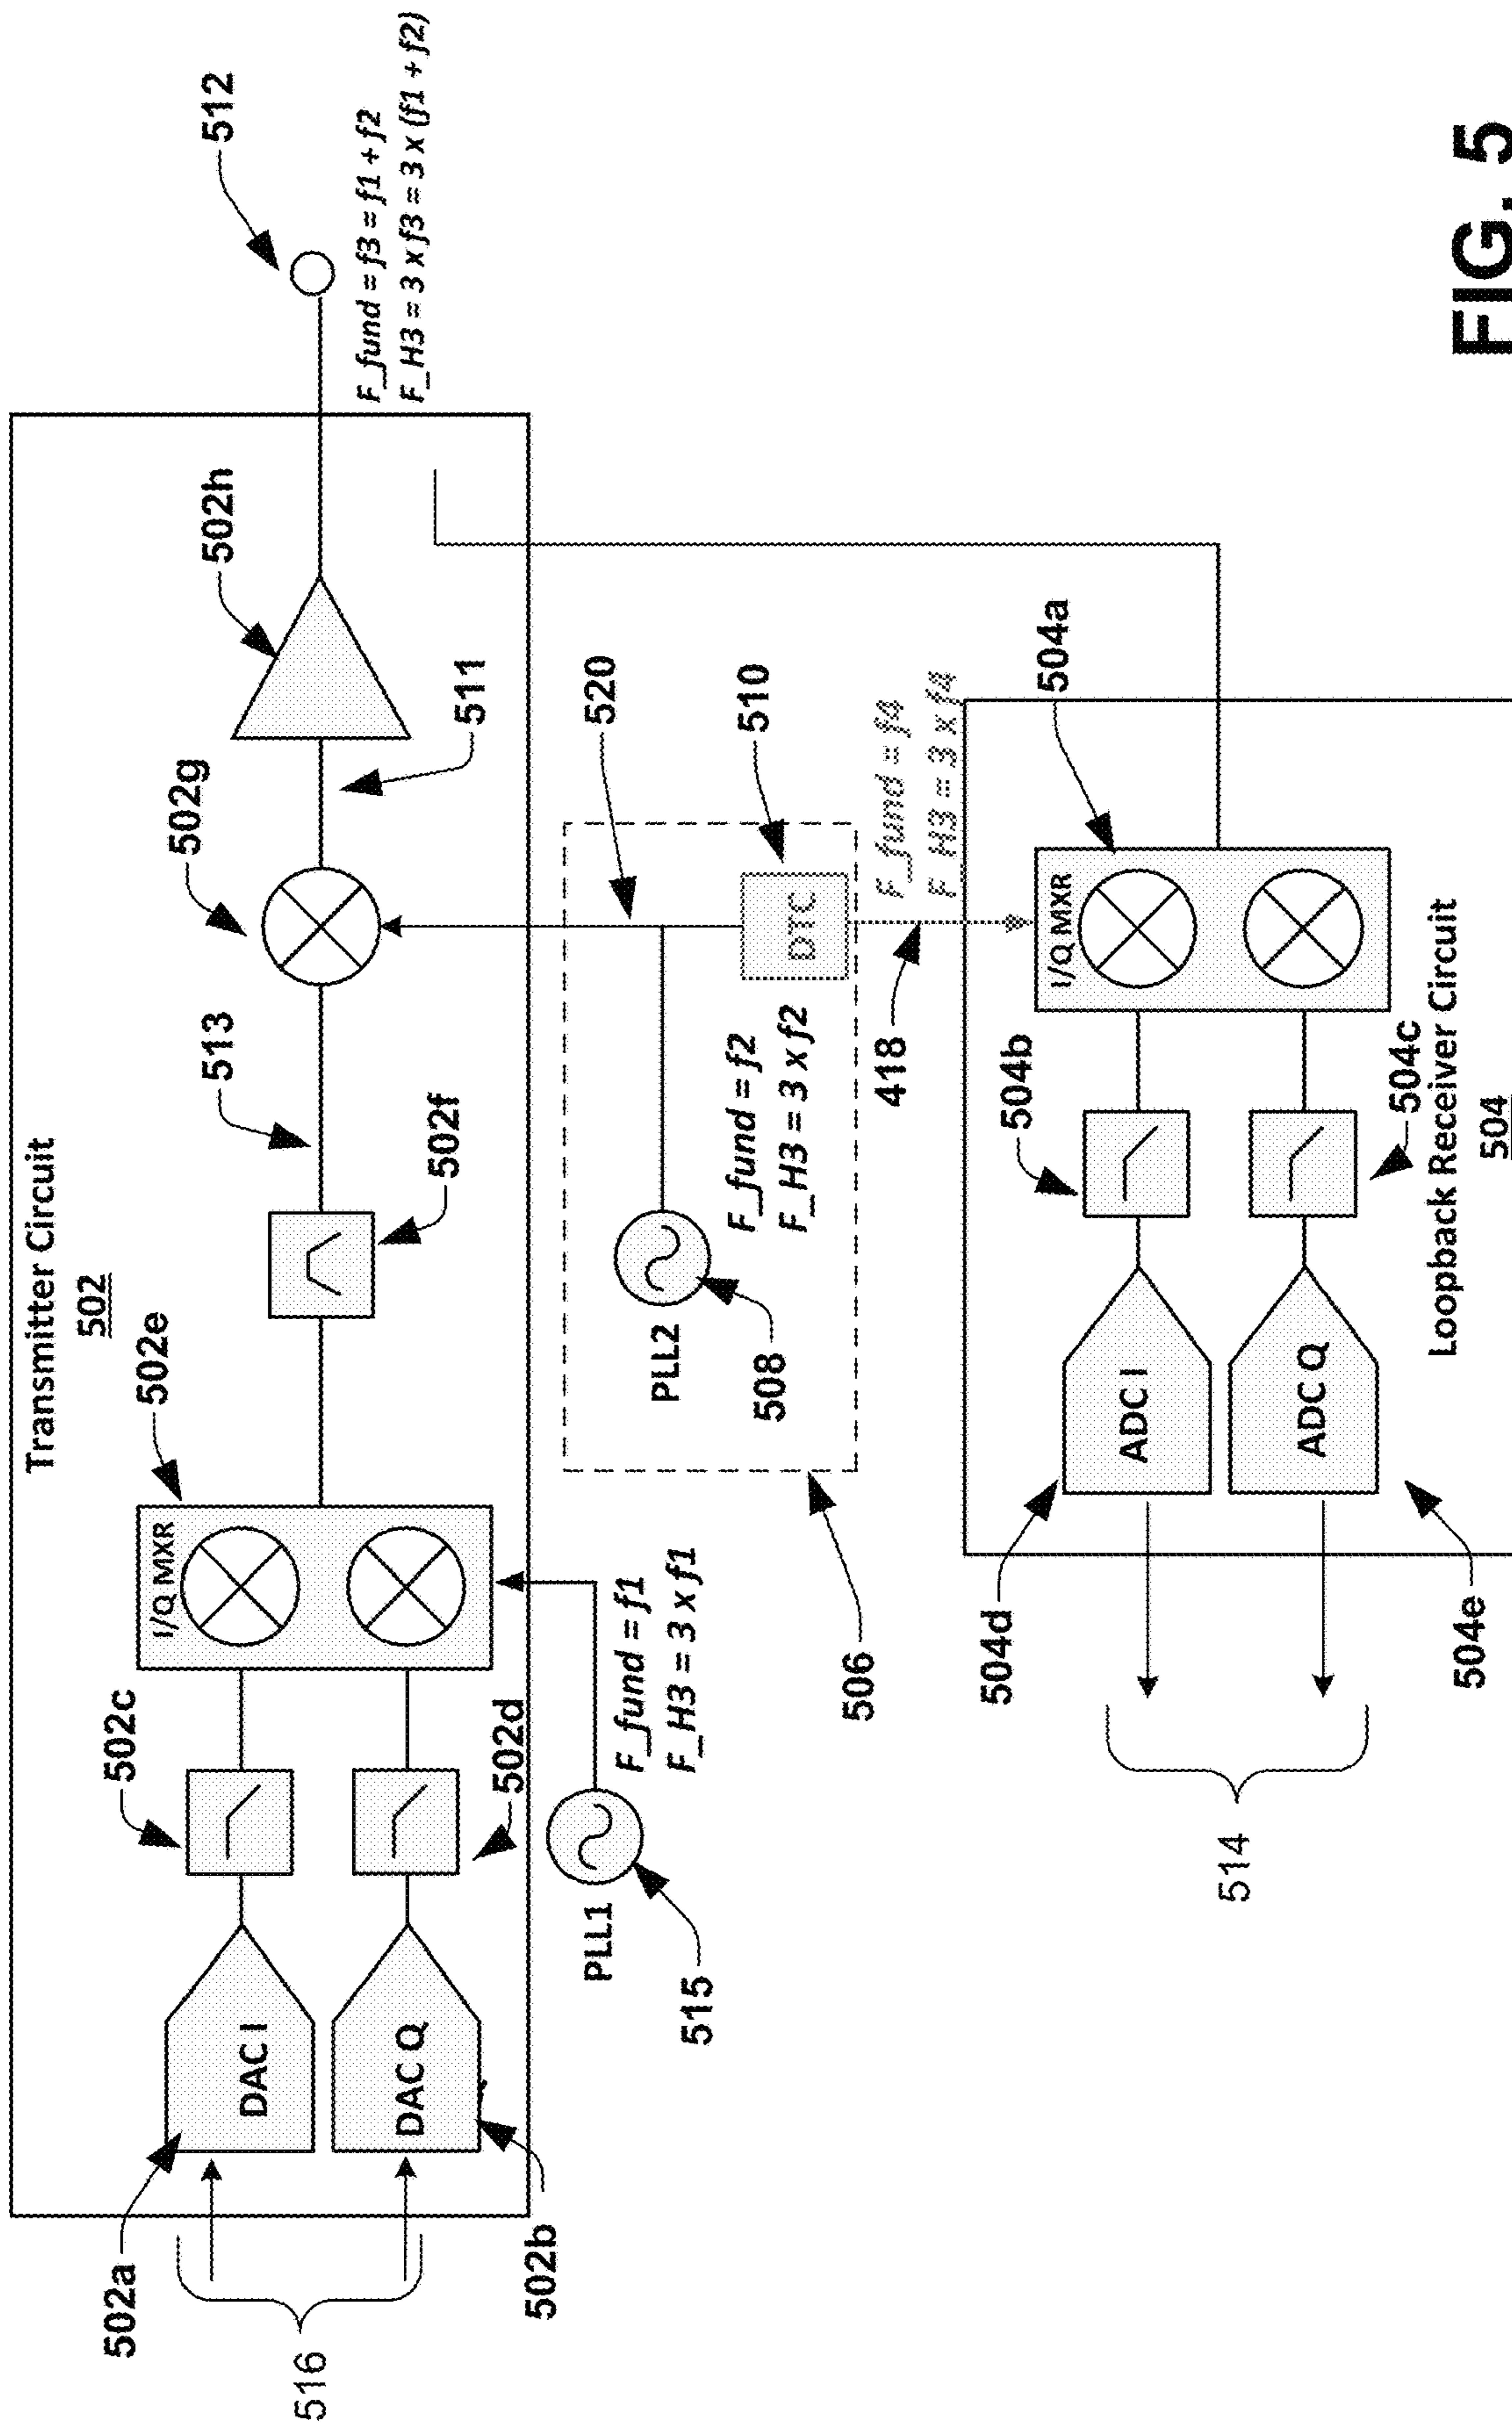 Transmitter Circuit
502
502a
502b
502c
502d
502e
502f
513
502g
511
502h
512
516
DAC I
DAC Q
I/Q MXR
F_fund = f3 = f1 + f2
F_H3 = 3 x f3 = 3 x (f1 + f2)
PLL1
515
F_fund = f1
F_H3 = 3 x f1
506
PLL2
508
F_fund = f2
F_H3 = 3 x f2
520
510
DTC
418
F_fund = f4
F_H3 = 3 x f4
504a
I/Q MXR
504b
504c
504d
504e
ADC I
ADC Q
514
Loopback Receiver Circuit
504
FIG. 5